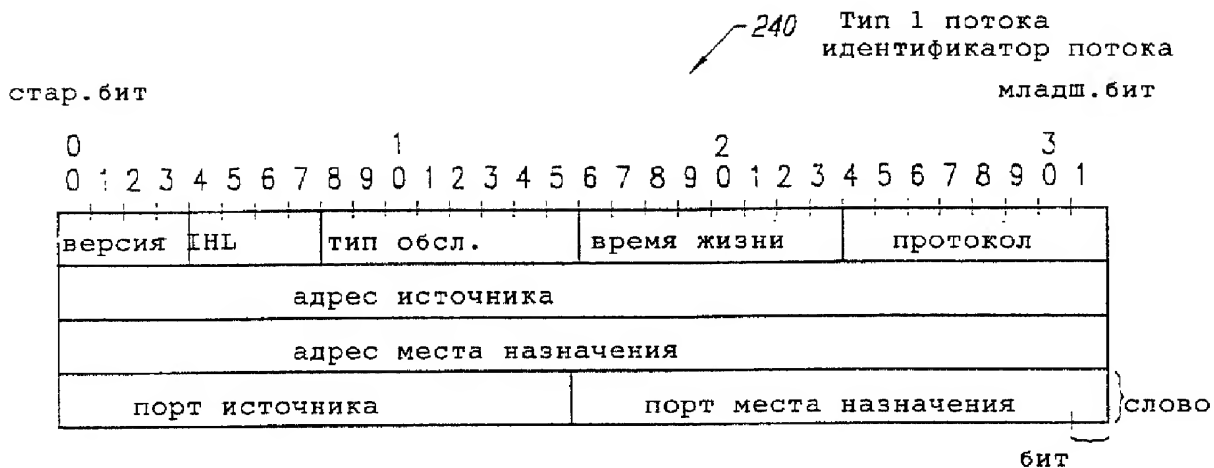 240 Тип 1 потока
идентификатор потока
стар.бит младш.бит
0 1 2 3
0 1 2 3 4 5 6 7 8 9 0 1 2 3 4 5 6 7 8 9 0 1 2 3 4 5 6 7 8 9 0 1
версия IHL тип обсл. время жизни протокол
адрес источника
адрес места назначения
порт источника порт места назначения слово
бит